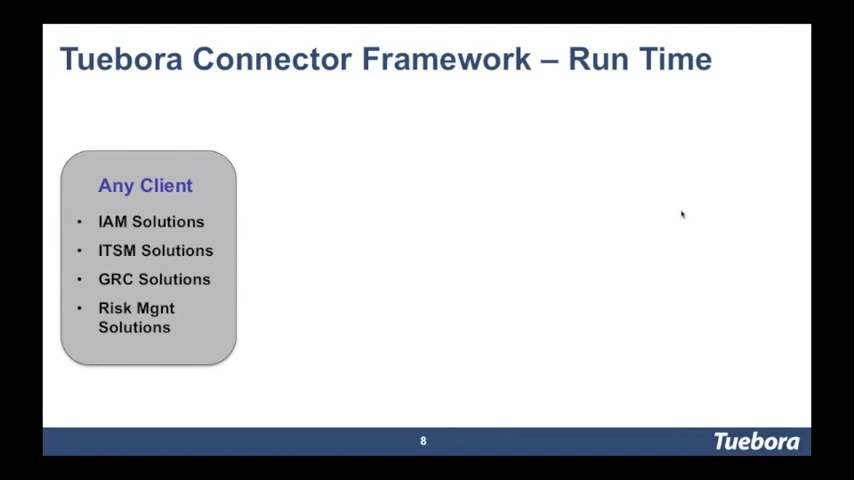 Tuebora Connector Framework – Run Time
Any Client
• IAM Solutions
• ITSM Solutions
• GRC Solutions
• Risk Mgnt
Solutions
8
Tuebora